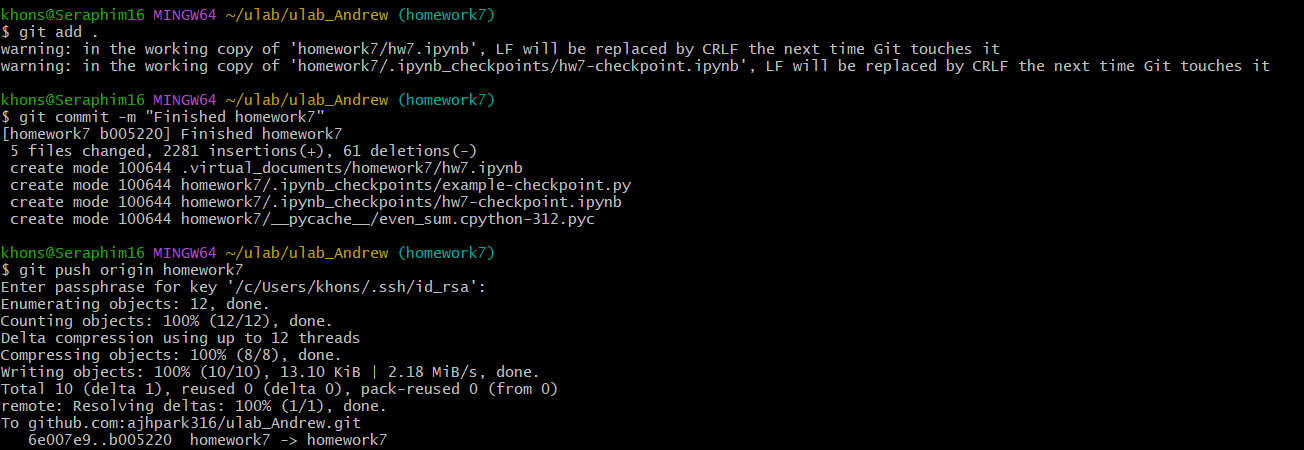 khons@Seraphim16 MINGW64 ~/ulab/ulab_Andrew (homework7)
$ git add .
warning: in the working copy of 'homework7/hw7.ipynb', LF will be replaced by CRLF the next time Git touches it
warning: in the working copy of 'homework7/.ipynb_checkpoints/hw7-checkpoint.ipynb', LF will be replaced by CRLF the next time Git touches it
khons@Seraphim16 MINGW64 ~/ulab/ulab_Andrew (homework7)
$ git commit -m "Finished homework7"
[homework7 b005220] Finished homework7
 5 files changed, 2281 insertions(+), 61 deletions(-)
 create mode 100644 .virtual_documents/homework7/hw7.ipynb
 create mode 100644 homework7/.ipynb_checkpoints/example-checkpoint.py
 create mode 100644 homework7/.ipynb_checkpoints/hw7-checkpoint.ipynb
 create mode 100644 homework7/__pycache__/even_sum.cpython-312.pyc
khons@Seraphim16 MINGW64 ~/ulab/ulab_Andrew (homework7)
$ git push origin homework7
Enter passphrase for key '/c/Users/khons/.ssh/id_rsa':
Enumerating objects: 12, done.
Counting objects: 100% (12/12), done.
Delta compression using up to 12 threads
Compressing objects: 100% (8/8), done.
Writing objects: 100% (10/10), 13.10 KiB | 2.18 MiB/s, done.
Total 10 (delta 1), reused 0 (delta 0), pack-reused 0 (from 0)
remote: Resolving deltas: 100% (1/1), done.
To github.com:ajhpark316/ulab_Andrew.git
   6e007e9..b005220  homework7 -> homework7